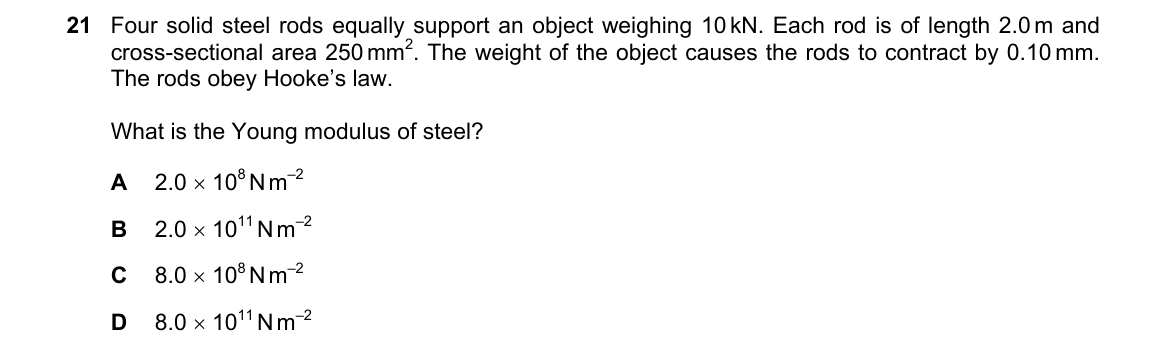 21 Four solid steel rods equally support an object weighing 10 kN. Each rod is of length 2.0 m and
cross-sectional area 250 mm². The weight of the object causes the rods to contract by 0.10 mm.
The rods obey Hooke's law.
What is the Young modulus of steel?
A 2.0 × 10⁸ N m⁻²
B 2.0 × 10¹¹ N m⁻²
C 8.0 × 10⁸ N m⁻²
D 8.0 × 10¹¹ N m⁻²